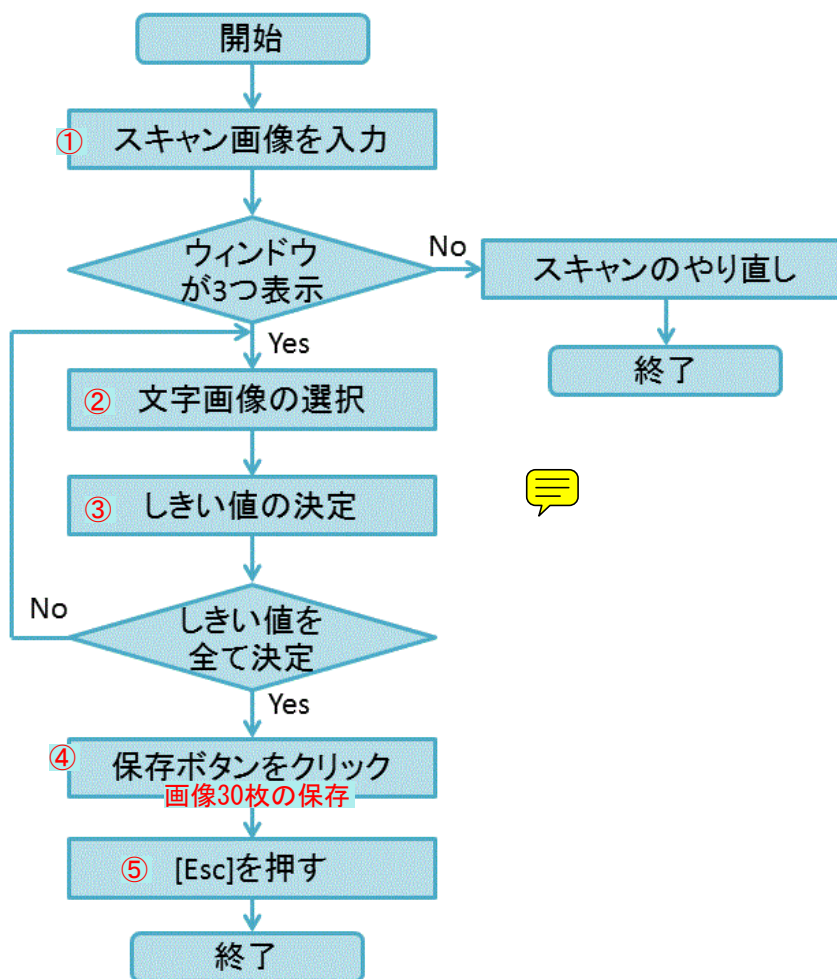 開始
① スキャン画像を入力
ウィンドウ
が3つ表示
No
スキャンのやり直し
終了
Yes
② 文字画像の選択
③ しきい値の決定
No
しきい値を
全て決定
Yes
④ 保存ボタンをクリック
画像30枚の保存
⑤ [Esc]を押す
終了